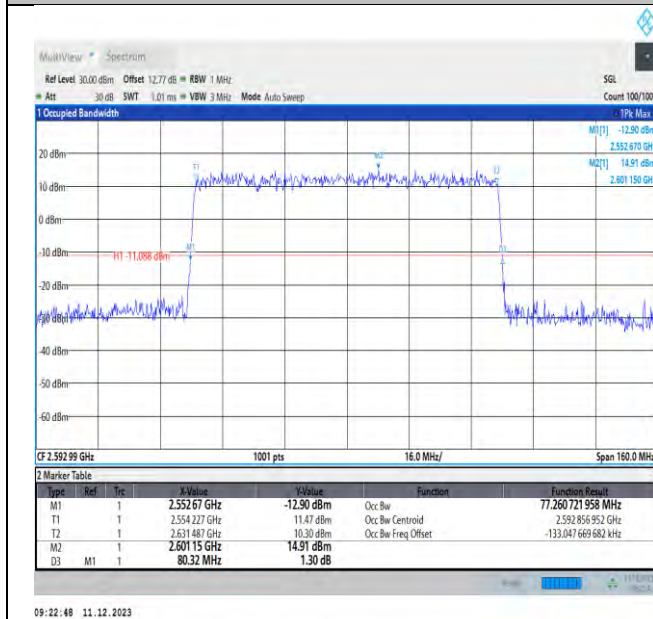 MultiView Spectrum
Ref Level 30.00 dBm Offset 12.77 dB RBW 1 MHz SGL
Att 30 dB SWT 1.01 ms VBW 3 MHz Mode Auto Sweep Count 100/100
1 Occupied Bandwidth 1Pk Max
M1[1] -12.90 dBm
2.552 670 GHz
M2[1] 14.91 dBm
2.601 150 GHz
20 dBm
T1 M2 T2
10 dBm
0 dBm
-10 dBm H1 -11.088 dBm M1 D3
-20 dBm
-30 dBm
-40 dBm
-50 dBm
-60 dBm
CF 2.592 99 GHz 1001 pts 16.0 MHz/ Span 160.0 MHz
2 Marker Table
Type Ref Trc X-Value Y-Value Function Function Result
M1 1 2.552 67 GHz -12.90 dBm Occ Bw 77.260 721 958 MHz
T1 1 2.554 227 GHz 11.47 dBm Occ Bw Centroid 2.592 856 952 GHz
T2 1 2.631 487 GHz 10.30 dBm Occ Bw Freq Offset -133.047 669 682 kHz
M2 1 2.601 15 GHz 14.91 dBm
D3 M1 1 80.32 MHz 1.30 dB
09:22:48 11.12.2023